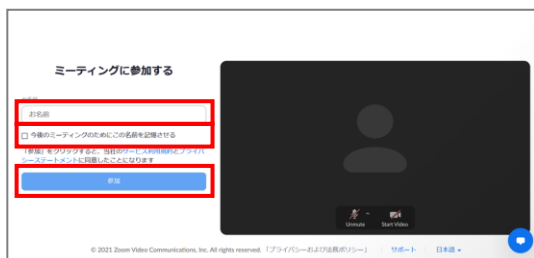 ミーティングに参加する
お名前
お名前
今後のミーティングのためにこの名前を記憶させる
「参加」をクリックすると、当社のサービス利用規約とプライバ
シーステートメントに同意したことになります
参加
Unmute
Start Video
© 2021 Zoom Video Communications, Inc. All rights reserved. 「プライバシーおよび法務ポリシー」
サポート
日本語